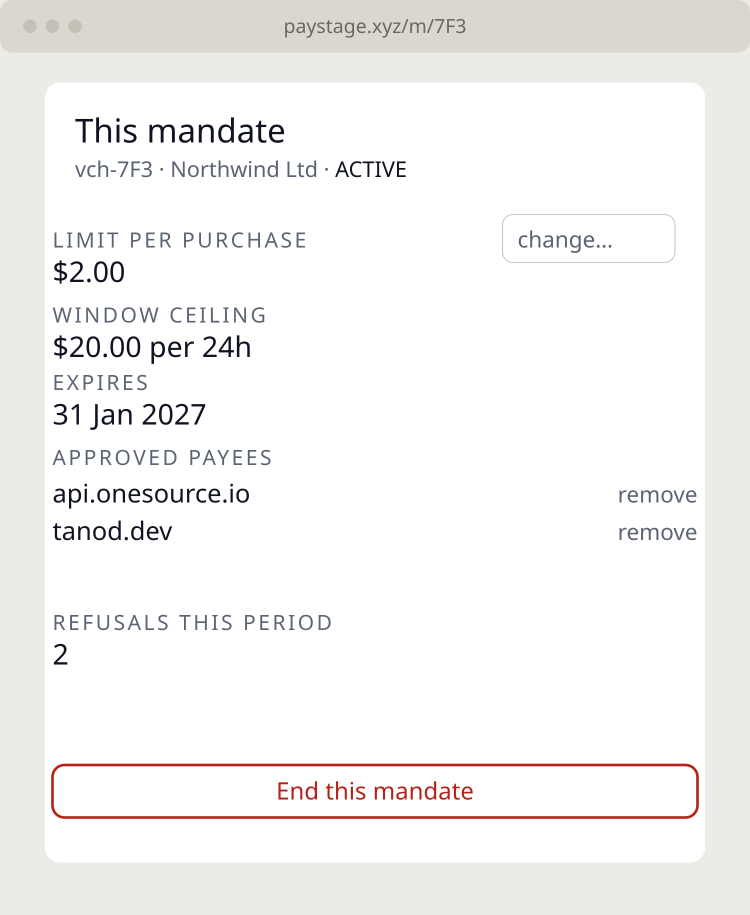 paystage.xyz/m/7F3
This mandate
vch-7F3 · Northwind Ltd · ACTIVE
LIMIT PER PURCHASE
change...
$2.00
WINDOW CEILING
$20.00 per 24h
EXPIRES
31 Jan 2027
APPROVED PAYEES
api.onesource.io remove
tanod.dev remove
REFUSALS THIS PERIOD
2
End this mandate